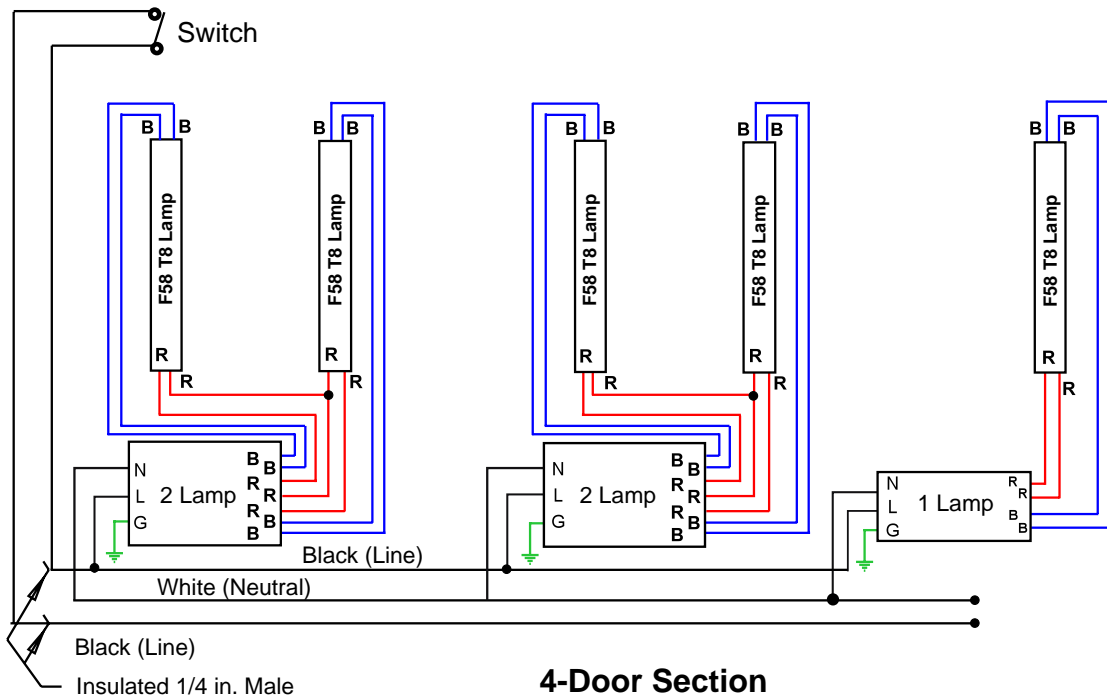 Switch
B B B B B B B B B B
F58 T8 Lamp
F58 T8 Lamp
F58 T8 Lamp
F58 T8 Lamp
F58 T8 Lamp
R R R R R
R R R R R
N B B N B B N R
R R R
L 2 Lamp R L 2 Lamp R L 1 Lamp B
R R
G B B G B B G B
Black (Line)
White (Neutral)
Black (Line)
Insulated 1/4 in. Male
4-Door Section